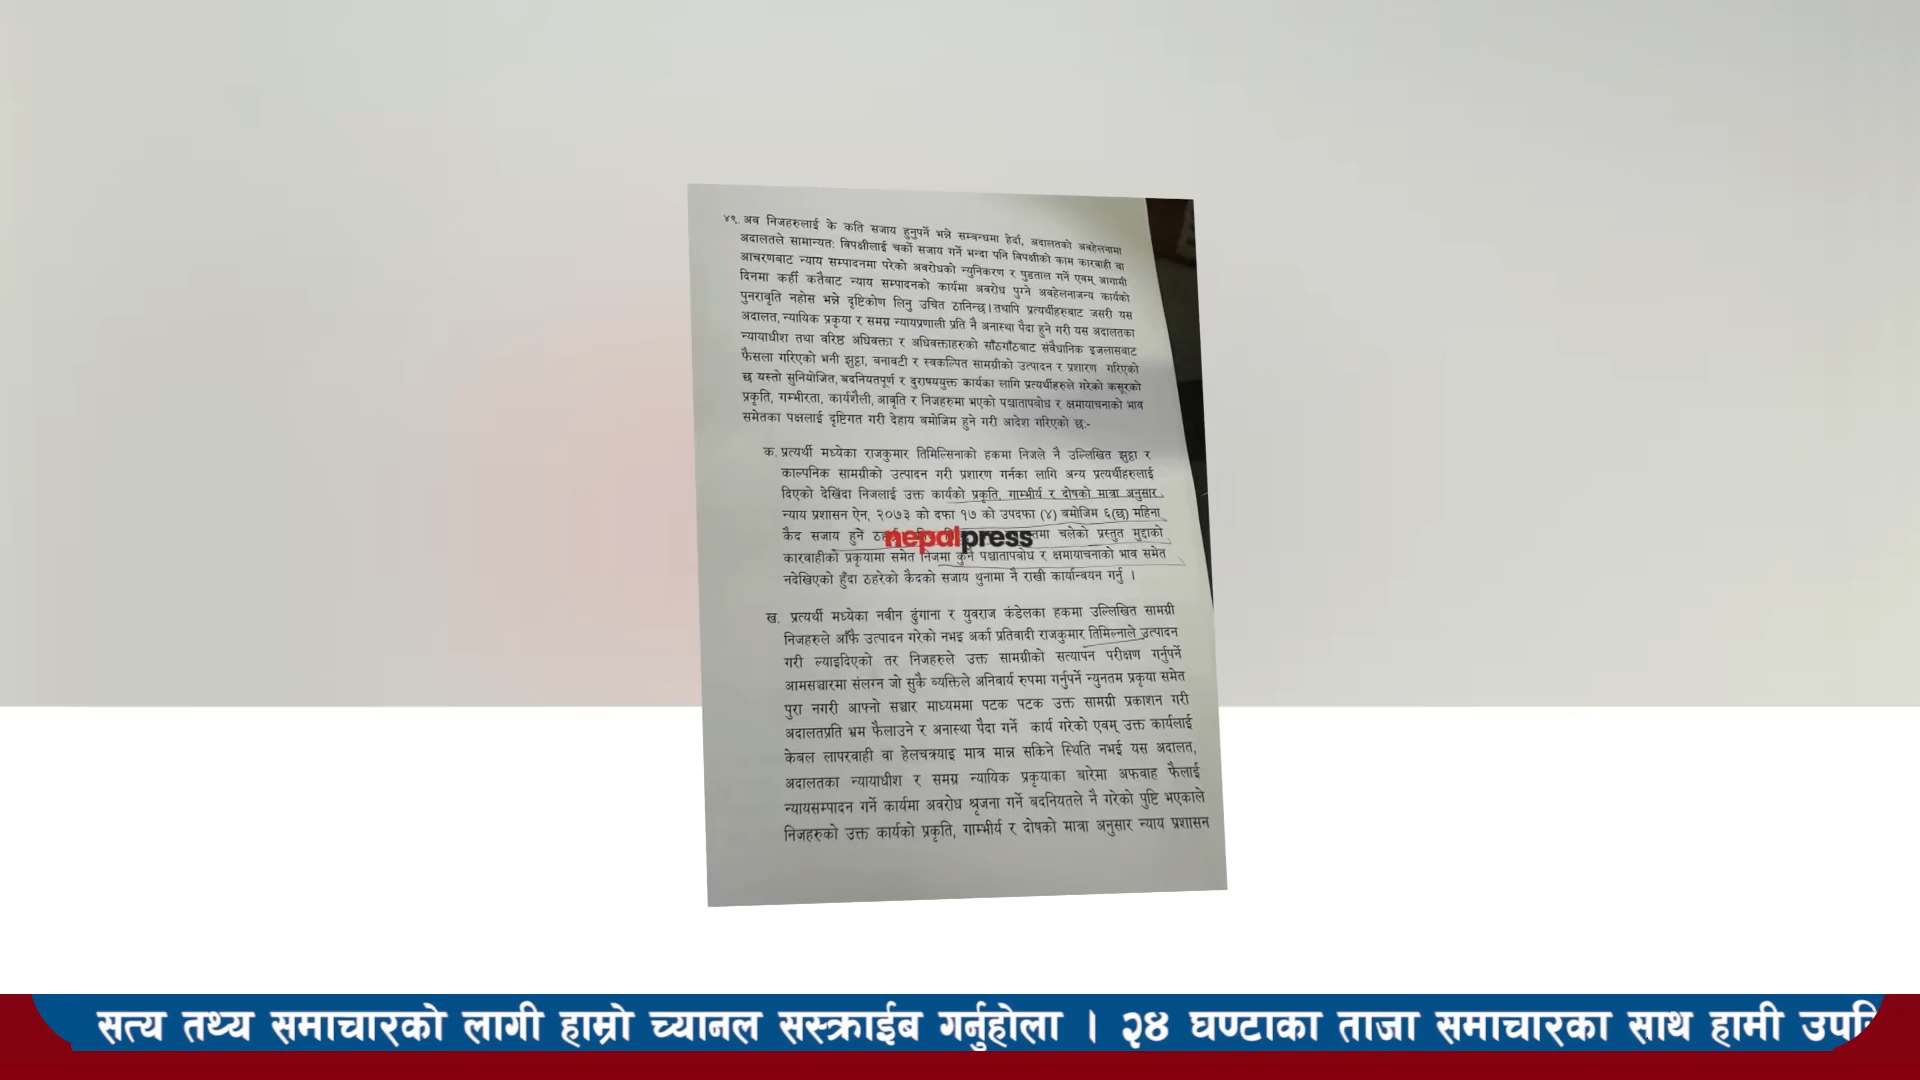 ४९. अब निजहरुलाई के कति सजाय हुनुपर्ने भन्ने सम्बन्धमा हेर्दा, अदालतको अबहेलनामा
अदालतले सामान्यतः बिपक्षीलाई चर्को सजाय गर्ने भन्दा पनि बिपक्षीको काम कारबाही वा
आचरणबाट न्याय सम्पादनमा परेको अवरोधको न्युनिकरण र पुडताल गर्ने एवम् आगामी
दिनमा कहीं कतैबाट न्याय सम्पादनको कार्यमा अवरोध पुग्ने अबहेलनाजन्य कार्यको
पुनरावृति नहोस भन्ने दृष्टिकोण लिनु उचित ठानिन्छ। तथापि प्रत्यर्थीहरुबाट जसरी यस
अदालत, न्यायिक प्रकृया र समग्र न्यायप्रणाली प्रति नै अनास्था पैदा हुने गरी यस अदालतका
न्यायाधीश तथा वरिष्ठ अधिवक्ता र अधिवक्ताहरुको साँठगाँठबाट संबैधानिक इजलासबाट
फैसला गरिएको भनी झुठ्ठा, बनावटी र स्वकल्पित सामग्रीको उत्पादन र प्रशारण गरिएको
छ यस्तो सुनियोजित, बदनियतपूर्ण र दुराषययुक्त कार्यका लागि प्रत्यर्थीहरुले गरेको कसूरको
प्रकृति, गम्भीरता, कार्यशैली, आबृति र निजहरुमा भएको पश्चातापबोध र क्षमायाचनाको भाव
समेतका पक्षलाई दृष्टिगत गरी देहाय बमोजिम हुने गरी आदेश गरिएको छ:-
क. प्रत्यर्थी मध्येका राजकुमार तिमिल्सिनाको हकमा निजले नै उल्लिखित झुठ्ठा र
काल्पनिक सामग्रीको उत्पादन गरी प्रशारण गर्नका लागि अन्य प्रत्यर्थीहरुलाई
दिएको देखिंदा निजलाई उक्त कार्यको प्रकृति, गाम्भीर्य र दोषको मात्रा अनुसार
न्याय प्रशासन ऐन, २०७३ को दफा १७ को उपदफा (४) बमोजिम ६(छ) महिना
कैद सजाय हुने चलेको प्रस्तुत मुद्दाको
nepalpress
कारवाहीको प्रकृयामा समेत निजमा कुनै पश्चातापबोध र क्षमायाचनाको भाव समेत
नदेखिएको हुँदा ठहरेको कैदको सजाय थुनामा नै राखी कार्यान्वयन गर्नु ।
ख. प्रत्यर्थी मध्येका नवीन ढुंगाना र युवराज कंडेलका हकमा उल्लिखित सामग्री
निजहरुले आँफै उत्पादन गरेको नभइ अर्का प्रतिवादी राजकुमार तिमिल्नाले उत्पादन
गरी ल्याइदिएको तर निजहरुले उक्त सामग्रीको सत्यापन परीक्षण गर्नुपर्ने
आमसञ्चारमा संलग्न जो सुकै ब्यक्तिले अनिवार्य रुपमा गर्नुपर्ने न्युनतम प्रकृया समेत
पुरा नगरी आफ्नो सञ्चार माध्यममा पटक पटक उक्त सामग्री प्रकाशन गरी
अदालतप्रति भ्रम फैलाउने र अनास्था पैदा गर्ने कार्य गरेको एवम् उक्त कार्यलाई
केबल लापरवाही वा हेलचक्र्याइ मात्र मान्न सकिने स्थिति नभई यस अदालत,
अदालतका न्यायाधीश र समग्र न्यायिक प्रकृयाका बारेमा अफवाह फैलाई
न्यायसम्पादन गर्ने कार्यमा अवरोध श्रृजना गर्ने बदनियतले नै गरेको पुष्टि भएकाले
निजहरुको उक्त कार्यको प्रकृति, गाम्भीर्य र दोषको मात्रा अनुसार न्याय प्रशासन
सत्य तथ्य समाचारको लागी हाम्रो च्यानल सस्क्राईब गर्नुहोला । २४ घण्टाका ताजा समाचारका साथ हामी